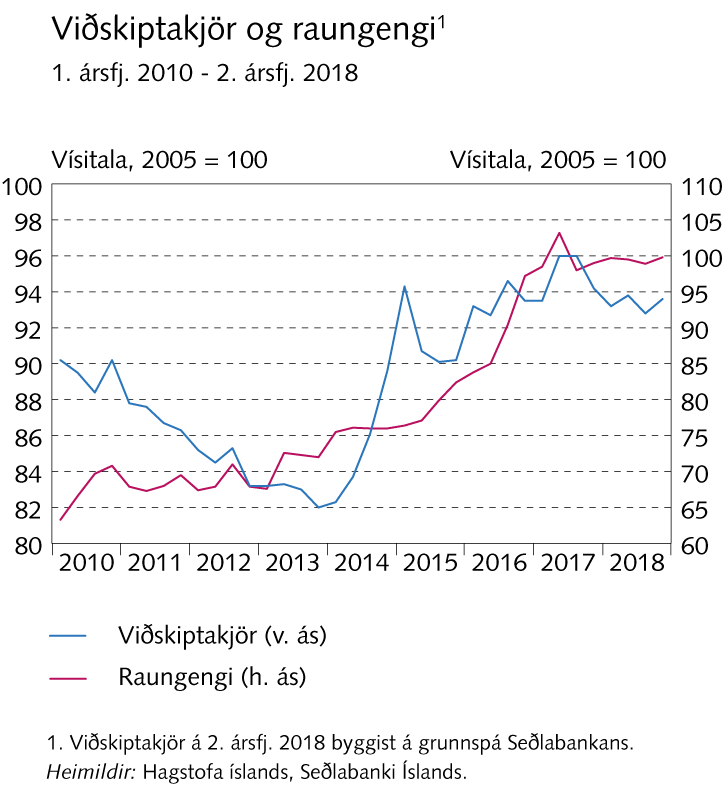 Viðskiptakjör og raungengi¹
1. ársfj. 2010 - 2. ársfj. 2018
Vísitala, 2005 = 100 Vísitala, 2005 = 100
100 110
98 105
96 100
94 95
92 90
90 85
88 80
86 75
84 70
82 65
80 60
2010 2011 2012 2013 2014 2015 2016 2017 2018
Viðskiptakjör (v. ás)
Raungengi (h. ás)
1. Viðskiptakjör á 2. ársfj. 2018 byggist á grunnspá Seðlabankans.
Heimildir: Hagstofa íslands, Seðlabanki Íslands.